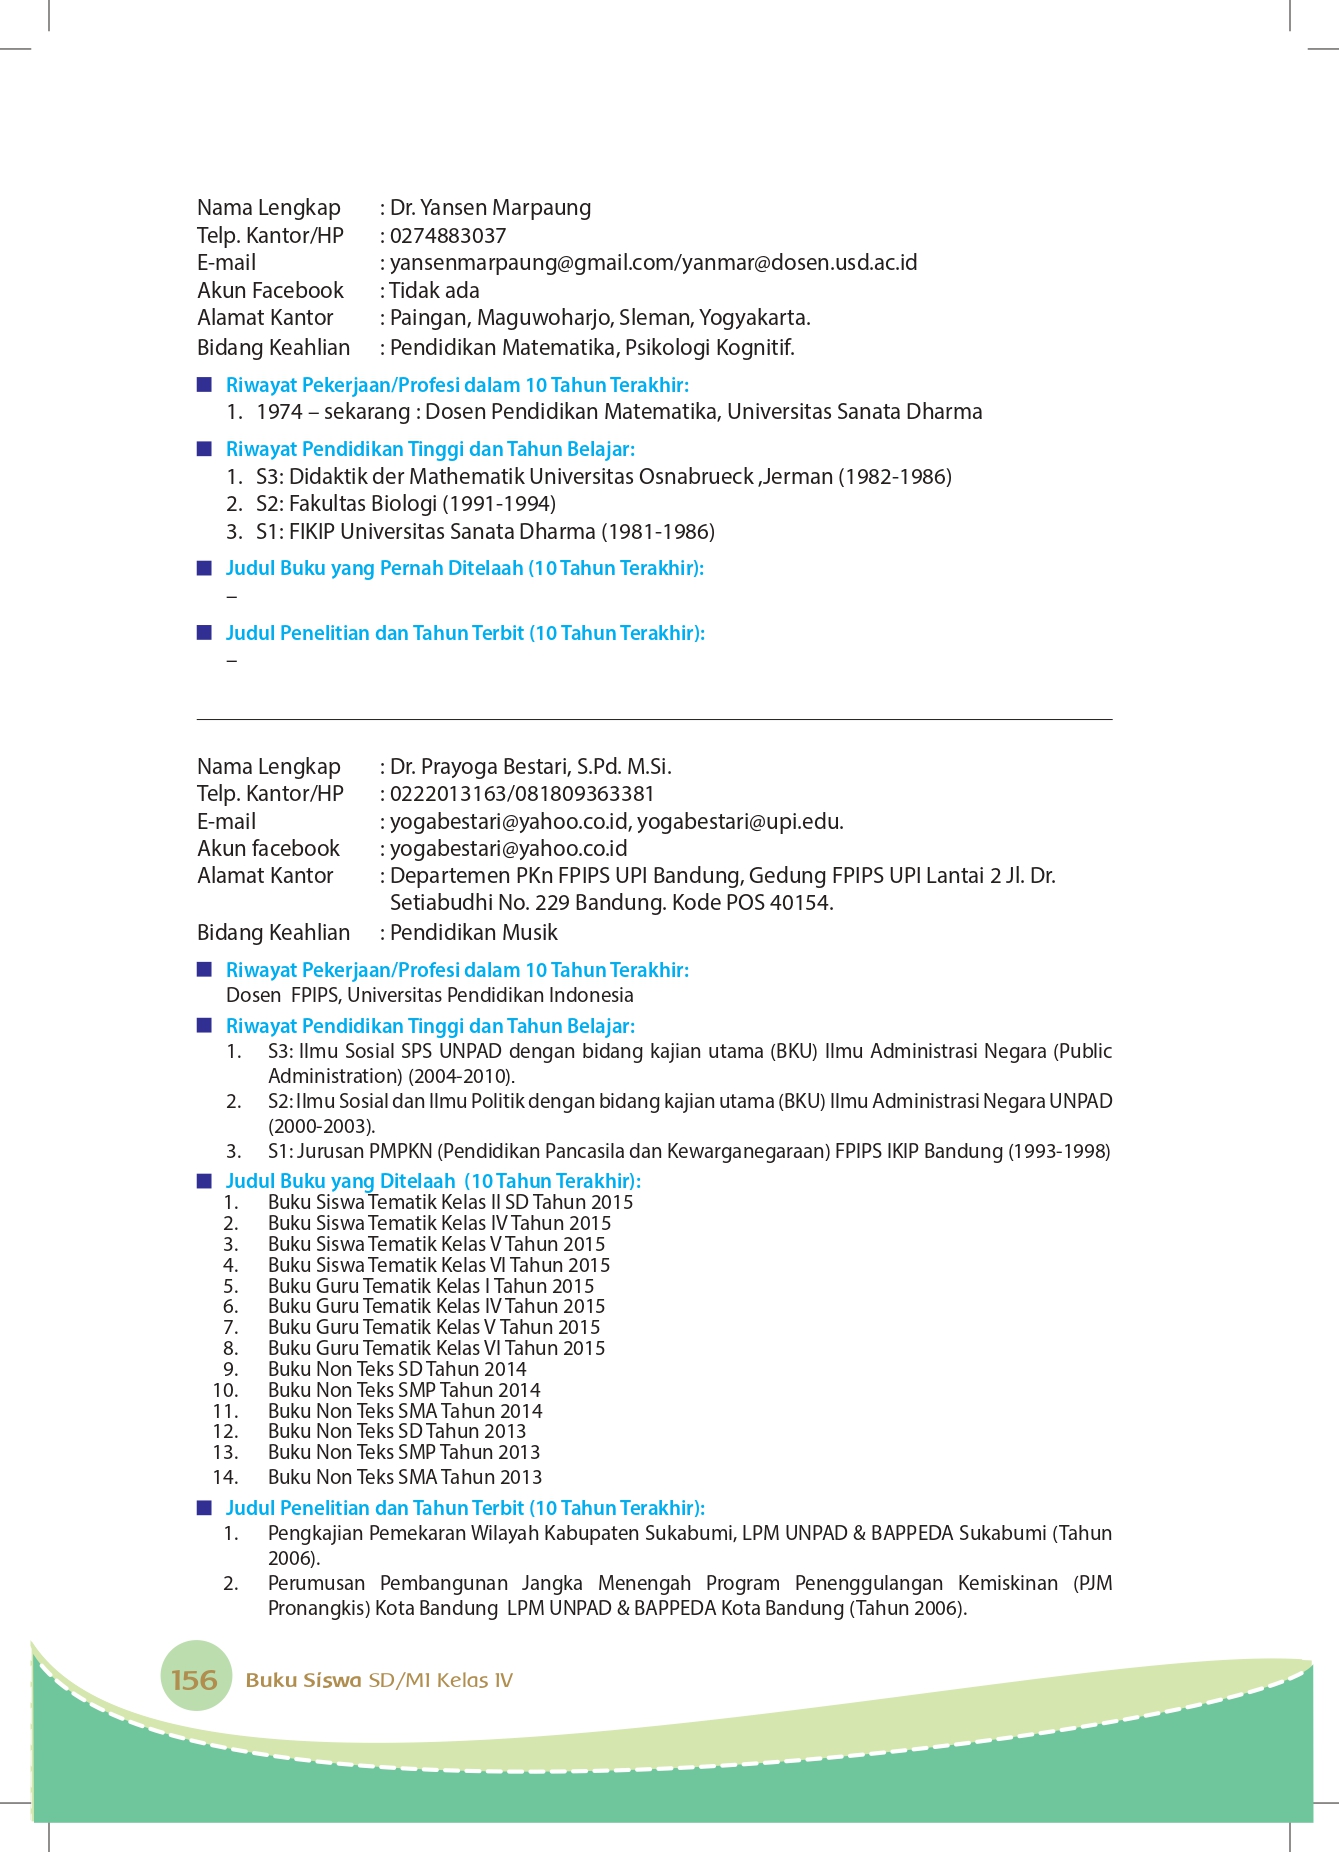 Nama Lengkap : Dr. Yansen Marpaung
Telp. Kantor/HP : 0274883037
E-mail : yansenmarpaung@gmail.com/yanmar@dosen.usd.ac.id
Akun Facebook : Tidak ada
Alamat Kantor : Paingan, Maguwoharjo, Sleman, Yogyakarta.
Bidang Keahlian : Pendidikan Matematika, Psikologi Kognitif.
Riwayat Pekerjaan/Profesi dalam 10 Tahun Terakhir:
1. 1974 – sekarang : Dosen Pendidikan Matematika, Universitas Sanata Dharma
Riwayat Pendidikan Tinggi dan Tahun Belajar:
1. S3: Didaktik der Mathematik Universitas Osnabrueck ,Jerman (1982-1986)
2. S2: Fakultas Biologi (1991-1994)
3. S1: FIKIP Universitas Sanata Dharma (1981-1986)
Judul Buku yang Pernah Ditelaah (10 Tahun Terakhir):
–
Judul Penelitian dan Tahun Terbit (10 Tahun Terakhir):
–
Nama Lengkap : Dr. Prayoga Bestari, S.Pd. M.Si.
Telp. Kantor/HP : 0222013163/081809363381
E-mail : yogabestari@yahoo.co.id, yogabestari@upi.edu.
Akun facebook : yogabestari@yahoo.co.id
Alamat Kantor : Departemen PKn FPIPS UPI Bandung, Gedung FPIPS UPI Lantai 2 Jl. Dr.
Setiabudhi No. 229 Bandung. Kode POS 40154.
Bidang Keahlian : Pendidikan Musik
Riwayat Pekerjaan/Profesi dalam 10 Tahun Terakhir:
Dosen FPIPS, Universitas Pendidikan Indonesia
Riwayat Pendidikan Tinggi dan Tahun Belajar:
1. S3: Ilmu Sosial SPS UNPAD dengan bidang kajian utama (BKU) Ilmu Administrasi Negara (Public
Administration) (2004-2010).
2. S2: Ilmu Sosial dan Ilmu Politik dengan bidang kajian utama (BKU) Ilmu Administrasi Negara UNPAD
(2000-2003).
3. S1: Jurusan PMPKN (Pendidikan Pancasila dan Kewarganegaraan) FPIPS IKIP Bandung (1993-1998)
Judul Buku yang Ditelaah (10 Tahun Terakhir):
1. Buku Siswa Tematik Kelas II SD Tahun 2015
2. Buku Siswa Tematik Kelas IV Tahun 2015
3. Buku Siswa Tematik Kelas V Tahun 2015
4. Buku Siswa Tematik Kelas VI Tahun 2015
5. Buku Guru Tematik Kelas I Tahun 2015
6. Buku Guru Tematik Kelas IV Tahun 2015
7. Buku Guru Tematik Kelas V Tahun 2015
8. Buku Guru Tematik Kelas VI Tahun 2015
9. Buku Non Teks SD Tahun 2014
10. Buku Non Teks SMP Tahun 2014
11. Buku Non Teks SMA Tahun 2014
12. Buku Non Teks SD Tahun 2013
13. Buku Non Teks SMP Tahun 2013
14. Buku Non Teks SMA Tahun 2013
Judul Penelitian dan Tahun Terbit (10 Tahun Terakhir):
1. Pengkajian Pemekaran Wilayah Kabupaten Sukabumi, LPM UNPAD & BAPPEDA Sukabumi (Tahun
2006).
2. Perumusan Pembangunan Jangka Menengah Program Penenggulangan Kemiskinan (PJM
Pronangkis) Kota Bandung LPM UNPAD & BAPPEDA Kota Bandung (Tahun 2006).
156 Buku Siswa SD/MI Kelas IV